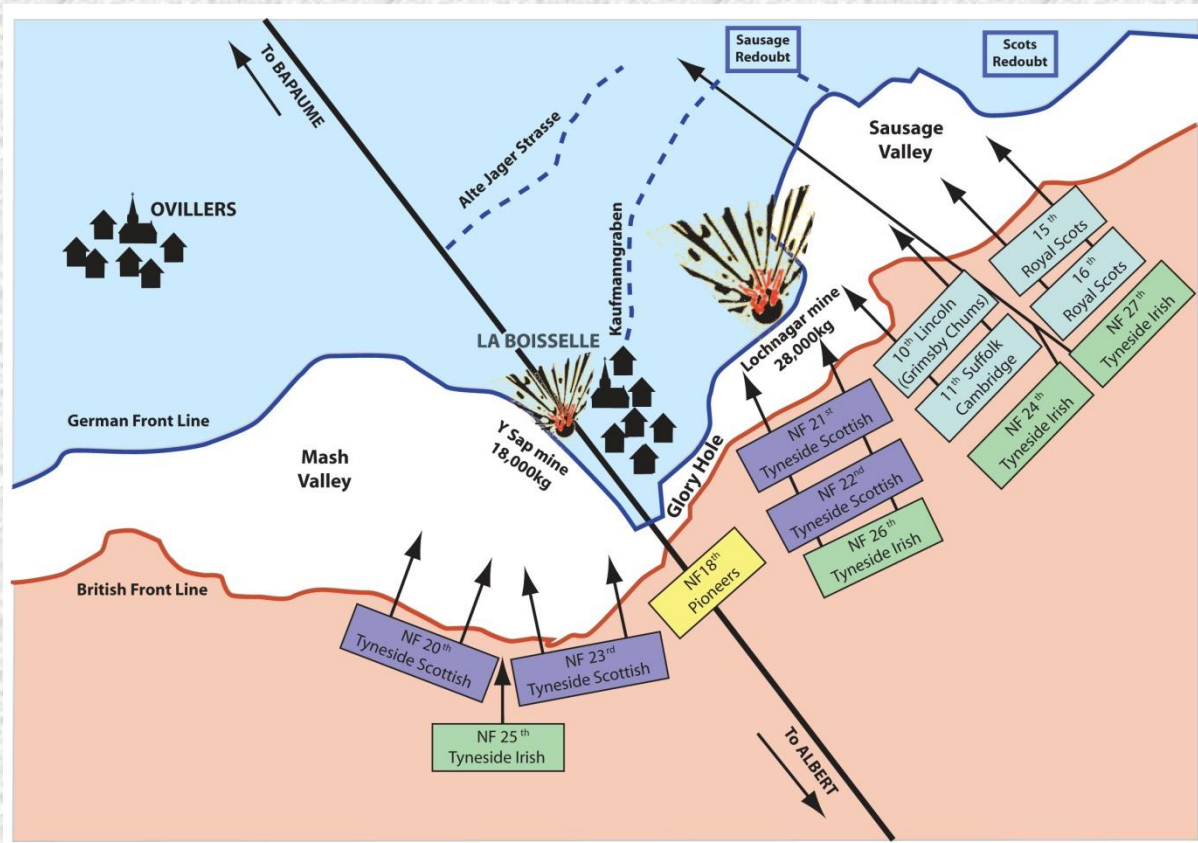 To BAPAUME
Sausage
Redoubt
Scots
Redoubt
Alte Jager Strasse
Sausage
Valley
OVILLERS
Kaufmanngraben
15th
Royal Scots
16th
Royal Scots
NF 27th
Tyneside Irish
LA BOISSELLE
Lochnagar mine
28,000kg
10th Lincoln
(Grimsby Chums)
11th Suffolk
Cambridge
NF 24th
Tyneside Irish
German Front Line
Mash
Valley
Y Sap mine
18,000kg
Glory Hole
NF 21st
Tyneside Scottish
NF 22nd
Tyneside Scottish
NF 26th
Tyneside Irish
British Front Line
NF18th
Pioneers
NF 20th
Tyneside Scottish
NF 23rd
Tyneside Scottish
NF 25th
Tyneside Irish
To ALBERT